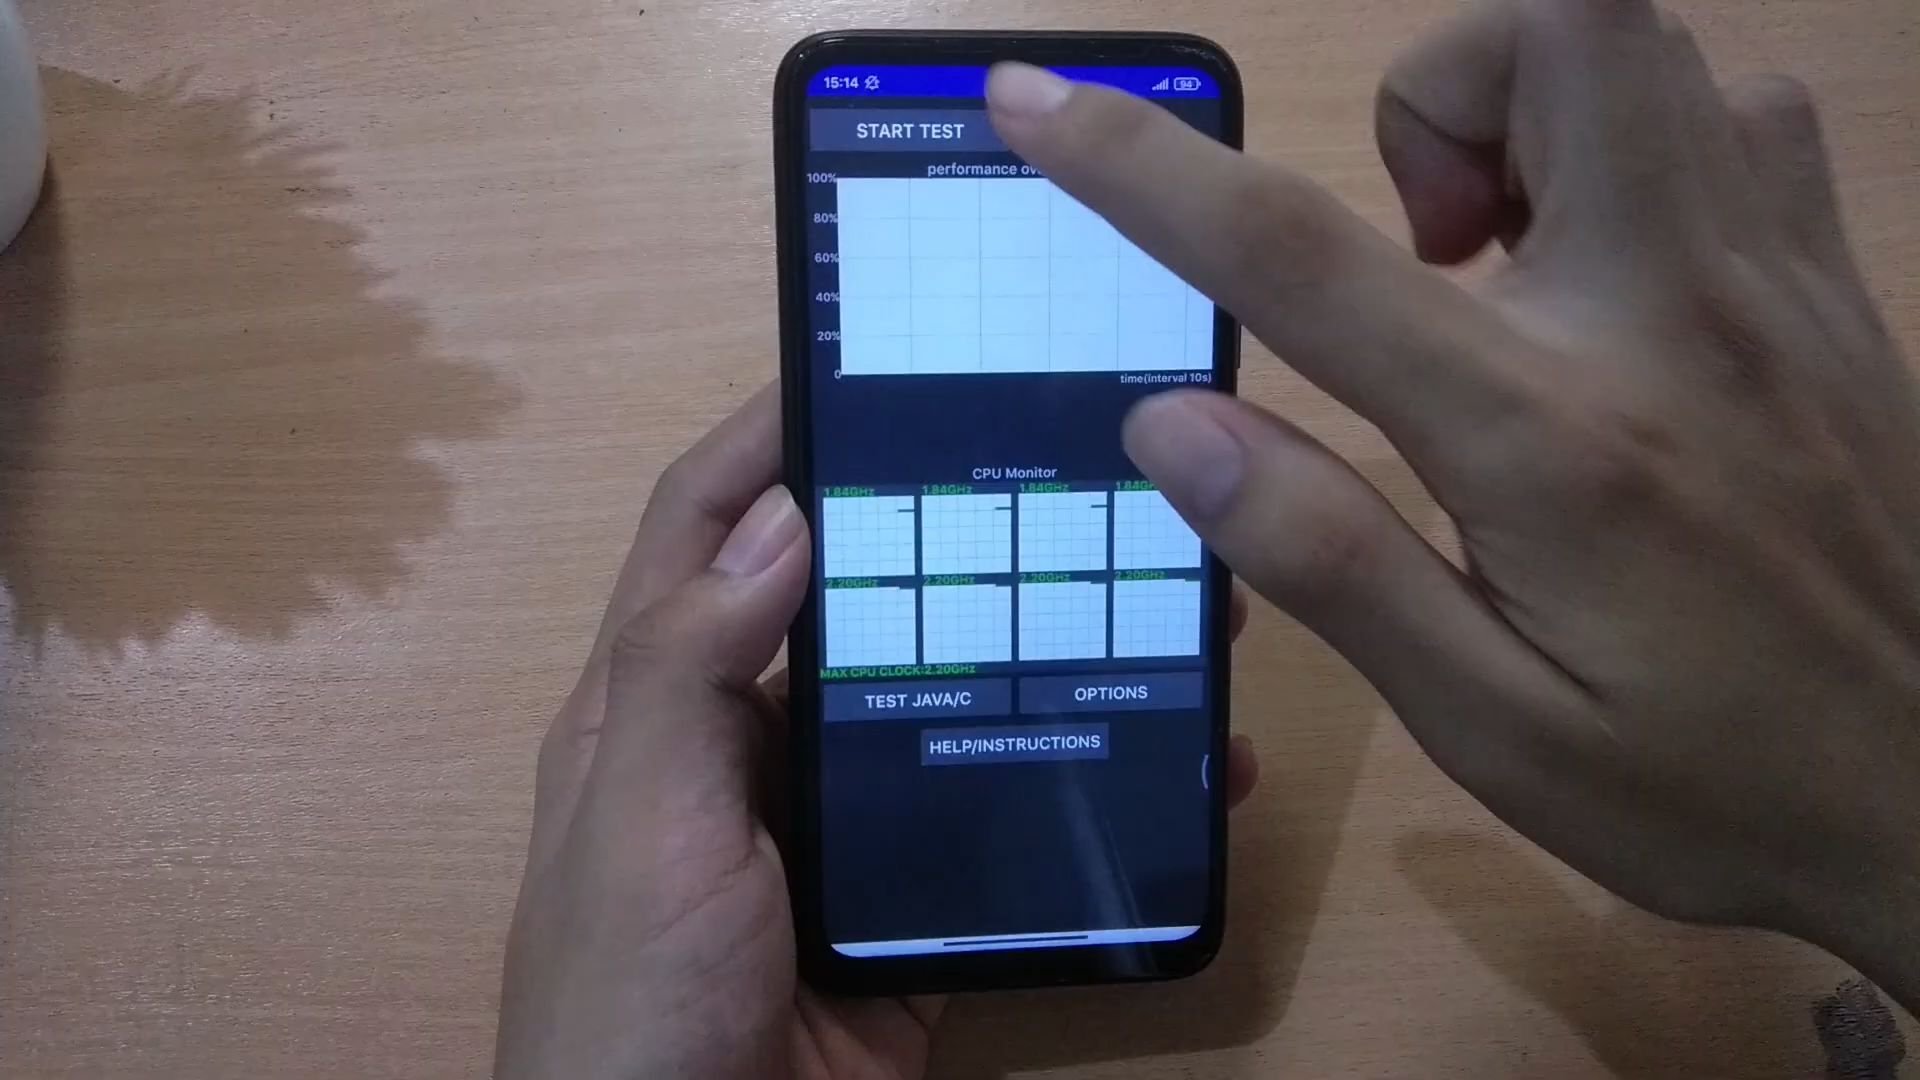 15:14
94
START TEST
performance
100%
80%
60%
40%
20%
0
time(interval 10s)
CPU Monitor
1.84GHz 1.84GHz 1.84GHz
2.20GHz 2.20GHz 2.20GHz 2.20GHz
MAX CPU CLOCK:2.20GHz
TEST JAVA/C OPTIONS
HELP/INSTRUCTIONS